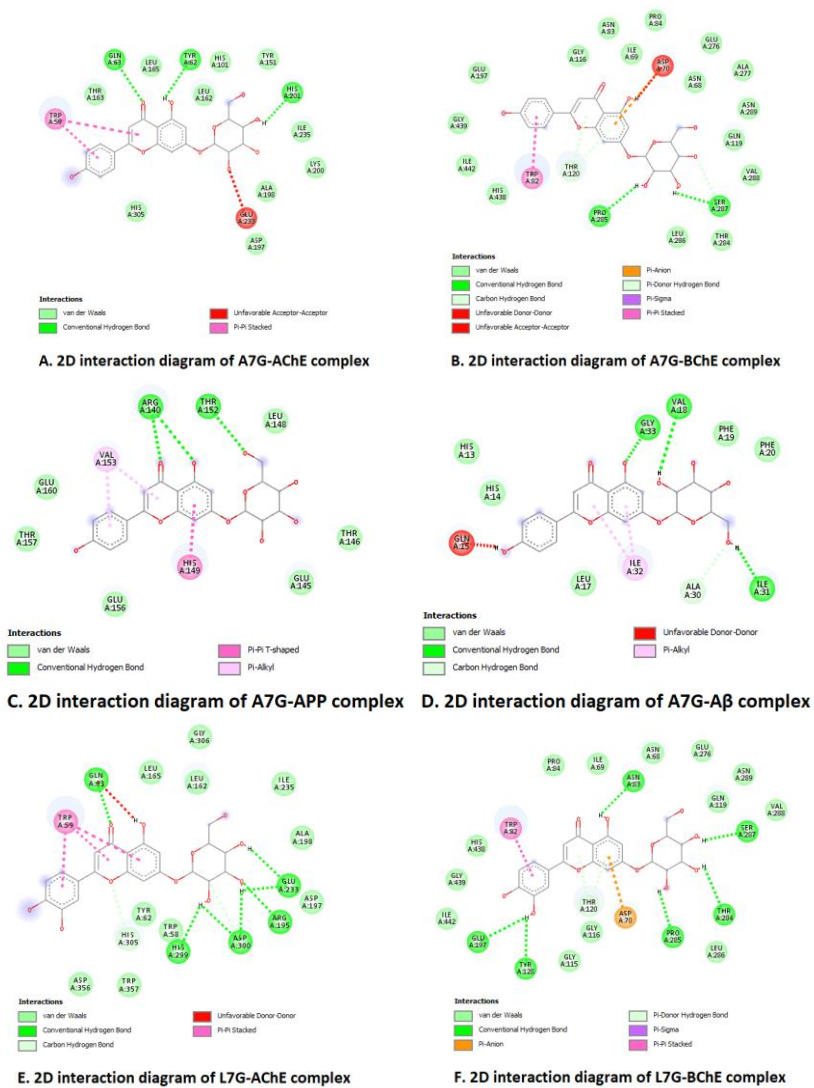 GLN
A:63
LEU
A:165
TYR
A:62
HIS
A:101
TYR
A:151
HIS
A:201
THR
A:163
LEU
A:162
TRP
A:59
ILE
A:235
LYS
A:200
ALA
A:198
HIS
A:305
GLU
A:233
ASP
A:197
Interactions
van der Waals
Conventional Hydrogen Bond
Unfavorable Acceptor-Acceptor
Pi-Pi Stacked
A. 2D interaction diagram of A7G-AChE complex
ASN
A:83
PRO
A:84
GLU
A:276
GLY
A:116
ILE
A:69
ASP
A:70
GLU
A:197
ASN
A:68
ALA
A:277
ASN
A:289
GLY
A:439
GLN
A:119
ILE
A:442
THR
A:120
TRP
A:82
VAL
A:288
HIS
A:438
PRO
A:285
SER
A:287
LEU
A:286
THR
A:284
Interactions
van der Waals
Conventional Hydrogen Bond
Carbon Hydrogen Bond
Unfavorable Donor-Donor
Unfavorable Acceptor-Acceptor
Pi-Anion
Pi-Donor Hydrogen Bond
Pi-Sigma
Pi-Pi Stacked
B. 2D interaction diagram of A7G-BChE complex
ARG
A:140
THR
A:152
LEU
A:148
VAL
A:153
GLU
A:160
THR
A:157
THR
A:146
HIS
A:149
GLU
A:145
GLU
A:156
Interactions
van der Waals
Conventional Hydrogen Bond
Pi-Pi T-shaped
Pi-Alkyl
C. 2D interaction diagram of A7G-APP complex
VAL
A:18
GLY
A:33
PHE
A:19
PHE
A:20
HIS
A:13
HIS
A:14
GLN
A:15
LEU
A:17
ILE
A:32
ALA
A:30
ILE
A:31
Interactions
van der Waals
Conventional Hydrogen Bond
Carbon Hydrogen Bond
Unfavorable Donor-Donor
Pi-Alkyl
D. 2D interaction diagram of A7G-Aβ complex
GLY
A:306
GLN
A:63
LEU
A:165
LEU
A:162
ILE
A:235
TRP
A:59
ALA
A:198
GLU
A:233
ASP
A:197
TYR
A:62
ARG
A:195
HIS
A:305
TRP
A:58
ASP
A:300
HIS
A:299
ASP
A:356
TRP
A:357
Interactions
van der Waals
Conventional Hydrogen Bond
Carbon Hydrogen Bond
Unfavorable Donor-Donor
Pi-Pi Stacked
E. 2D interaction diagram of L7G-AChE complex
PRO
A:84
ILE
A:69
ASN
A:68
GLU
A:276
ASN
A:83
ASN
A:289
GLN
A:119
VAL
A:288
TRP
A:82
SER
A:287
HIS
A:438
GLY
A:439
THR
A:120
ASP
A:70
THR
A:284
ILE
A:442
GLU
A:197
GLY
A:116
PRO
A:285
LEU
A:286
TYR
A:128
GLY
A:115
Interactions
van der Waals
Conventional Hydrogen Bond
Pi-Anion
Pi-Donor Hydrogen Bond
Pi-Sigma
Pi-Pi Stacked
F. 2D interaction diagram of L7G-BChE complex